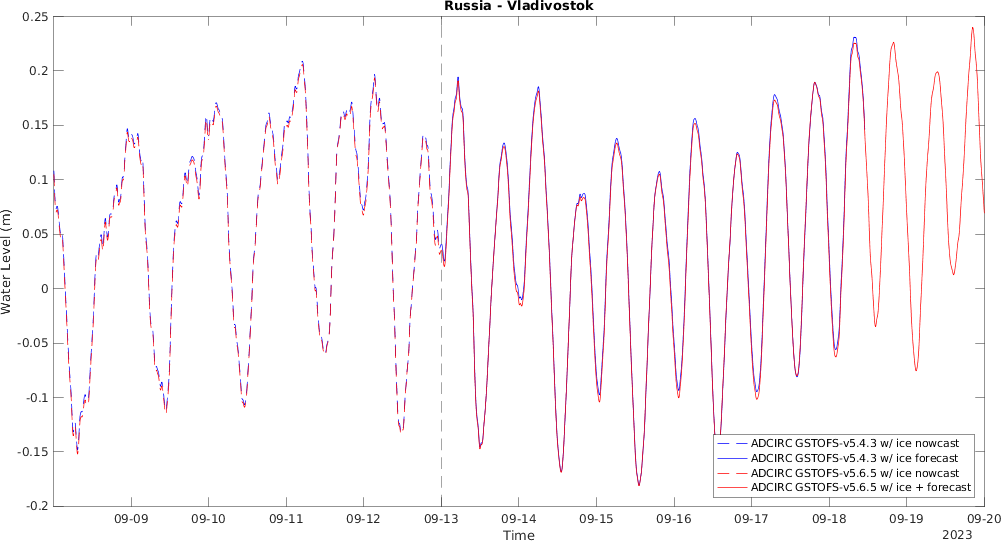 Russia - Vladivostok
0.25
0.2
0.15
0.1
0.05
0
-0.05
-0.1
-0.15
-0.2
Water Level (m)
ADCIRC GSTOFS-v5.4.3 w/ ice nowcast
ADCIRC GSTOFS-v5.4.3 w/ ice forecast
ADCIRC GSTOFS-v5.6.5 w/ ice nowcast
ADCIRC GSTOFS-v5.6.5 w/ ice + forecast
09-09 09-10 09-11 09-12 09-13 09-14 09-15 09-16 09-17 09-18 09-19 09-20
Time
2023